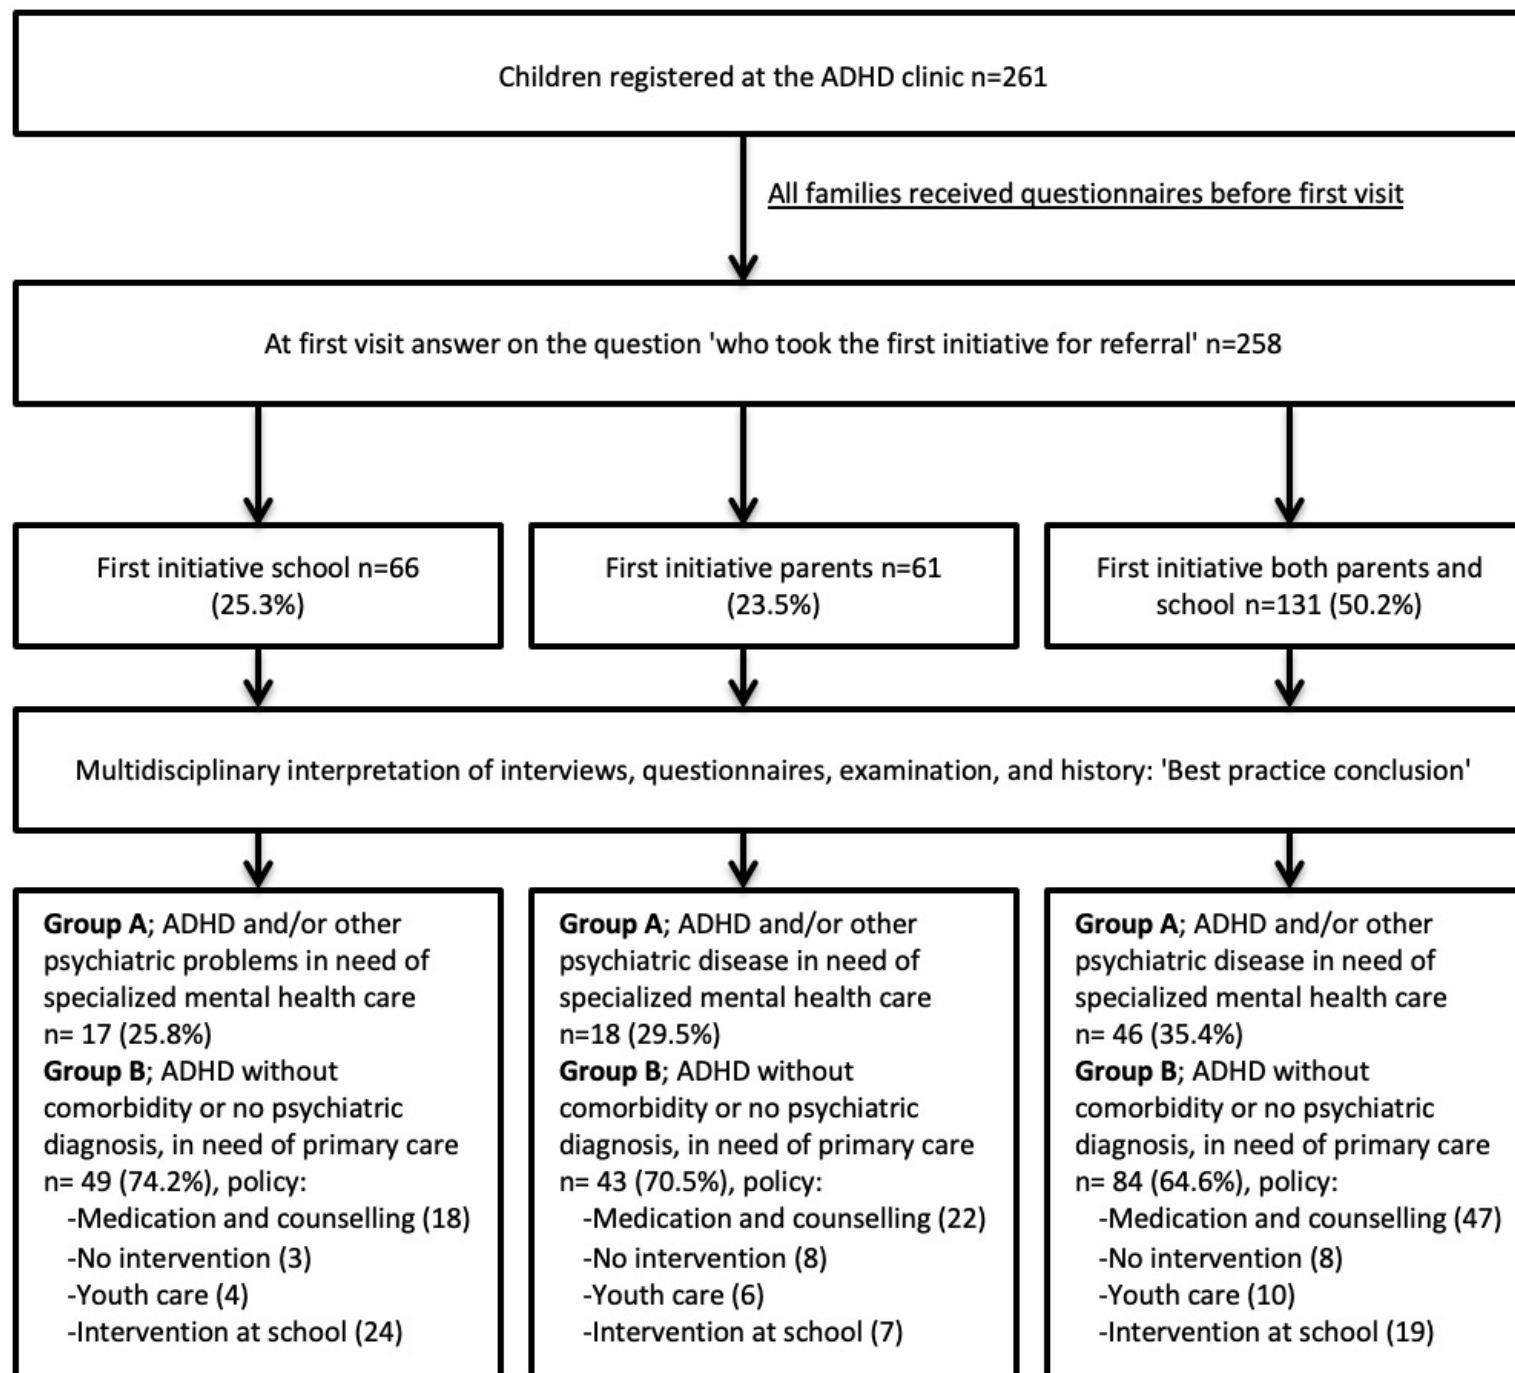 Children registered at the ADHD clinic n=261
All families received questionnaires before first visit
At first visit answer on the question 'who took the first initiative for referral' n=258
First initiative school n=66
(25.3%)
First initiative parents n=61
(23.5%)
First initiative both parents and
school n=131 (50.2%)
Multidisciplinary interpretation of interviews, questionnaires, examination, and history: 'Best practice conclusion'
Group A; ADHD and/or other
psychiatric problems in need of
specialized mental health care
n= 17 (25.8%)
Group B; ADHD without
comorbidity or no psychiatric
diagnosis, in need of primary care
n= 49 (74.2%), policy:
-Medication and counselling (18)
-No intervention (3)
-Youth care (4)
-Intervention at school (24)
Group A; ADHD and/or other
psychiatric disease in need of
specialized mental health care
n=18 (29.5%)
Group B; ADHD without
comorbidity or no psychiatric
diagnosis, in need of primary care
n= 43 (70.5%), policy:
-Medication and counselling (22)
-No intervention (8)
-Youth care (6)
-Intervention at school (7)
Group A; ADHD and/or other
psychiatric disease in need of
specialized mental health care
n= 46 (35.4%)
Group B; ADHD without
comorbidity or no psychiatric
diagnosis, in need of primary care
n= 84 (64.6%), policy:
-Medication and counselling (47)
-No intervention (8)
-Youth care (10)
-Intervention at school (19)